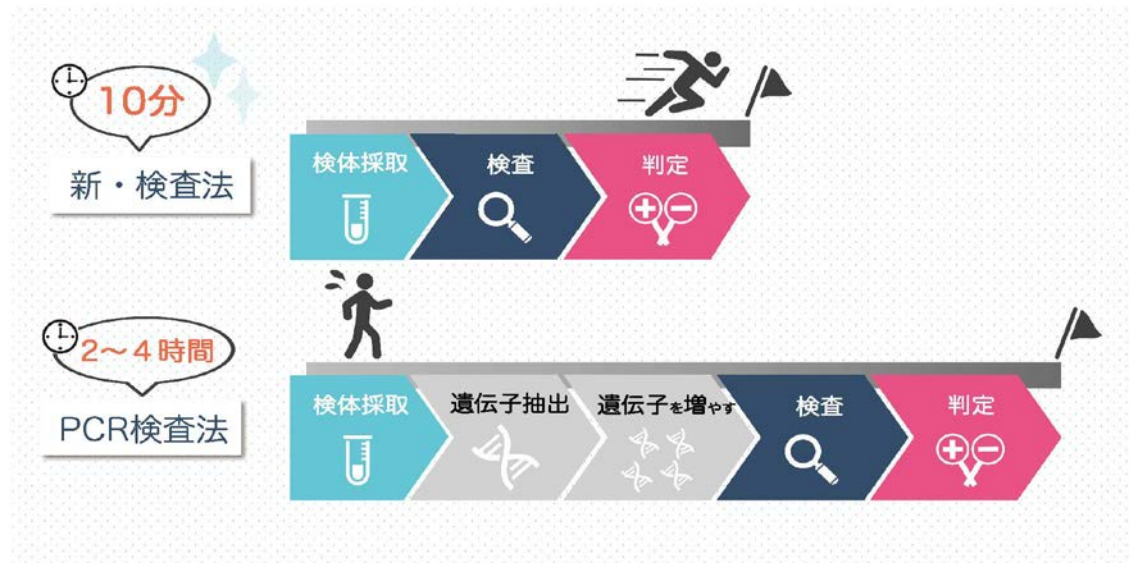 10分
新・検査法
検体採取
検査
判定
2〜4時間
PCR検査法
検体採取
遺伝子抽出
遺伝子を増やす
検査
判定